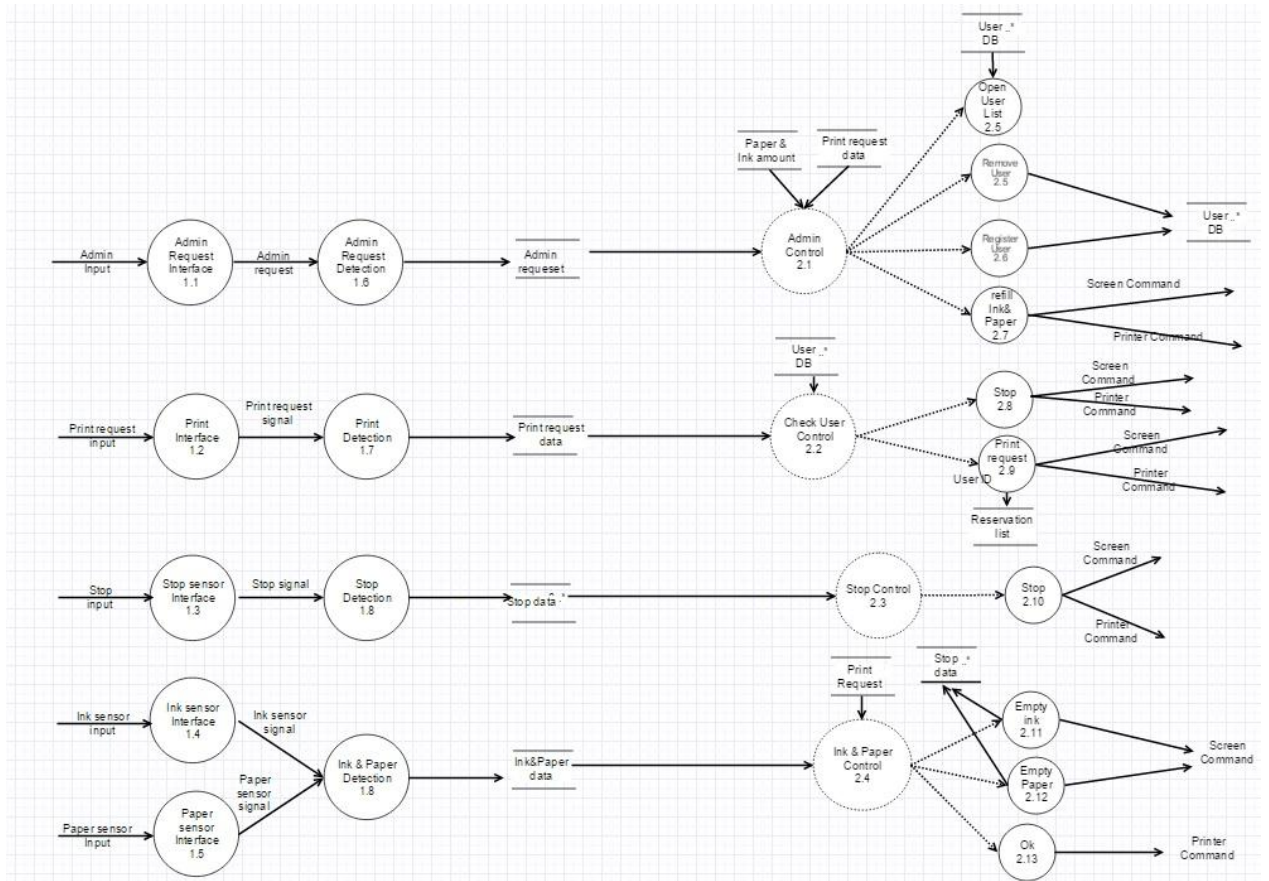 User ..*
DB
Open
User
List
2.5
Paper &
Ink amount
Print request
data
Remove
User
2.5
User ..*
DB
Admin
Input
Admin
Request
Interface
1.1
Admin
request
Admin
Request
Detection
1.6
Admin
requeset
Admin
Control
2.1
Register
User
2.6
refill
Ink&
Paper
2.7
Screen Command
Printer Command
User ..*
DB
Print request
input
Print
Interface
1.2
Print request
signal
Print
Detection
1.7
Print request
data
Check User
Control
2.2
Stop
2.8
Screen
Command
Printer
Command
Print
request
2.9
User ID
Screen
Command
Printer
Command
Reservation
list
Stop
input
Stop sensor
Interface
1.3
Stop signal
Stop
Detection
1.8
Stop data ..*
Stop Control
2.3
Stop
2.10
Screen
Command
Printer
Command
Print
Request
Stop ..*
data
Ink sensor
input
Ink sensor
Interface
1.4
Ink sensor
signal
Paper
sensor
signal
Ink & Paper
Detection
1.8
Ink&Paper
data
Ink & Paper
Control
2.4
Empty
ink
2.11
Empty
Paper
2.12
Screen
Command
Paper sensor
Input
Paper
sensor
Interface
1.5
Ok
2.13
Printer
Command